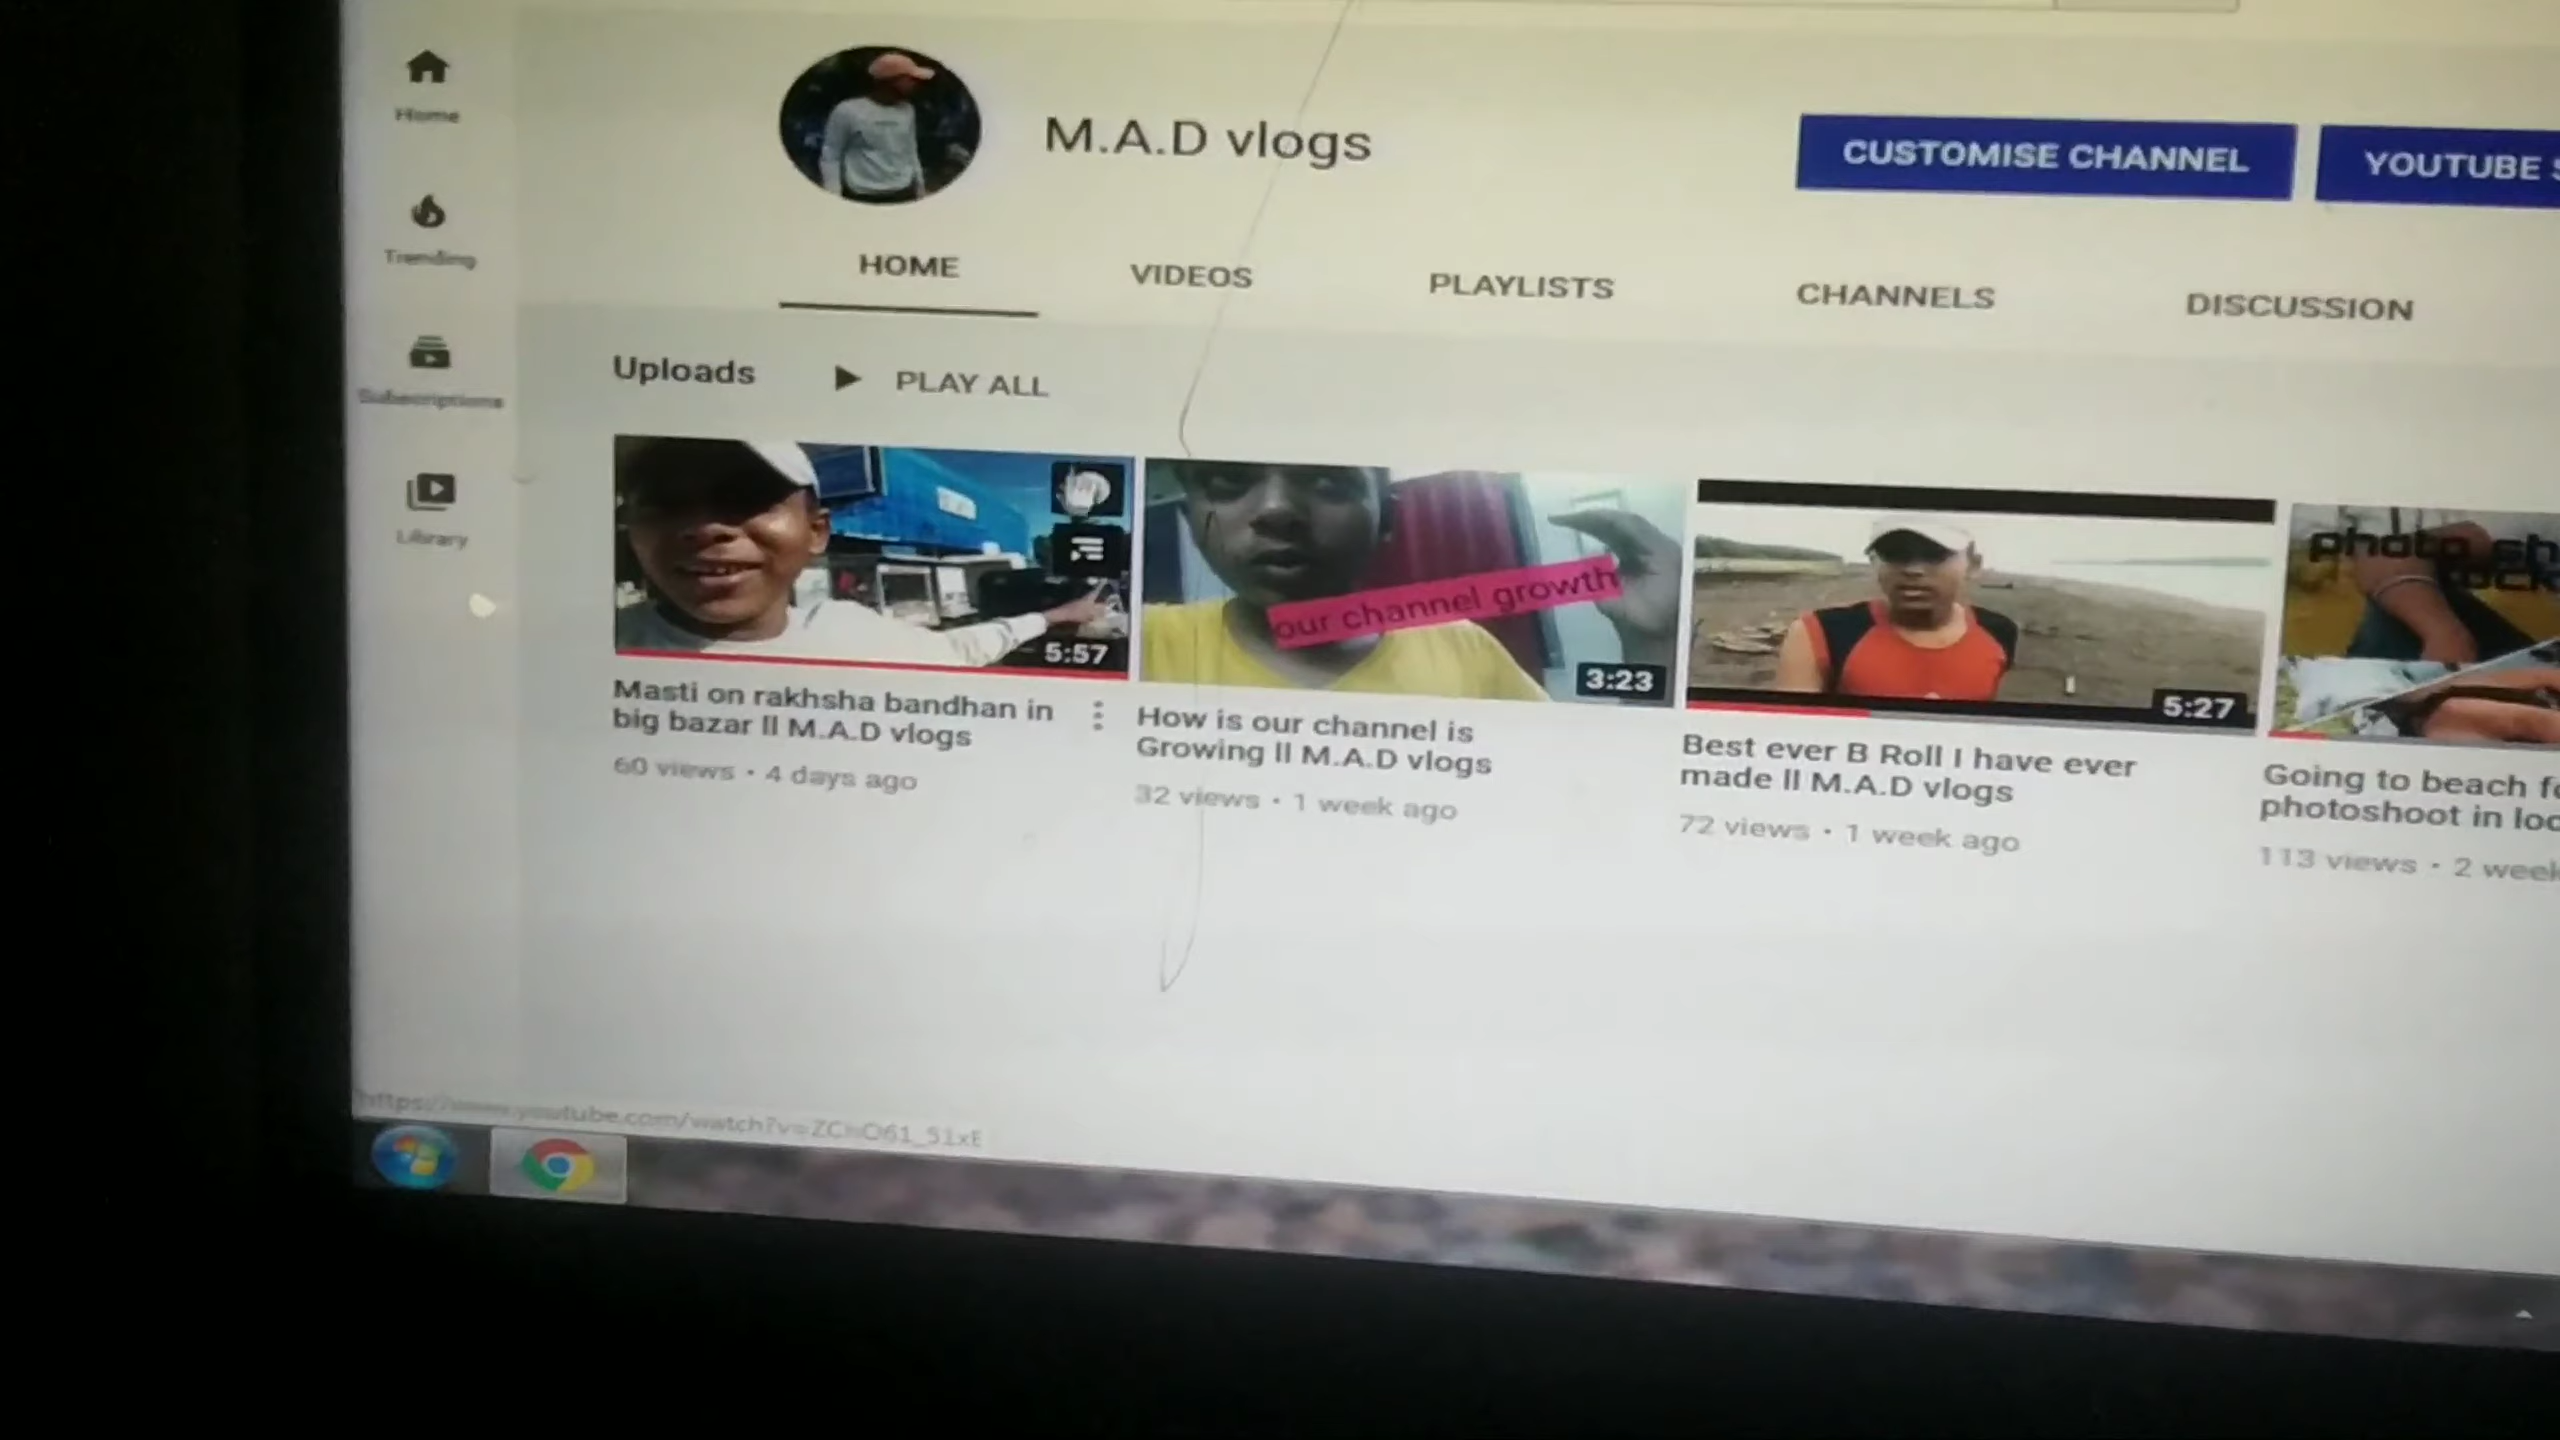 Home
Trending
Subscriptions
Library
M.A.D vlogs
CUSTOMISE CHANNEL
YOUTUBE
HOME
VIDEOS
PLAYLISTS
CHANNELS
DISCUSSION
Uploads
PLAY ALL
5:57
our channel growth
3:23
5:27
photo sh
Masti on rakhsha bandhan in
big bazar ll M.A.D vlogs
60 views • 4 days ago
How is our channel is
Growing ll M.A.D vlogs
32 views • 1 week ago
Best ever B Roll I have ever
made ll M.A.D vlogs
72 views • 1 week ago
Going to beach
photoshoot in
113 views • 2